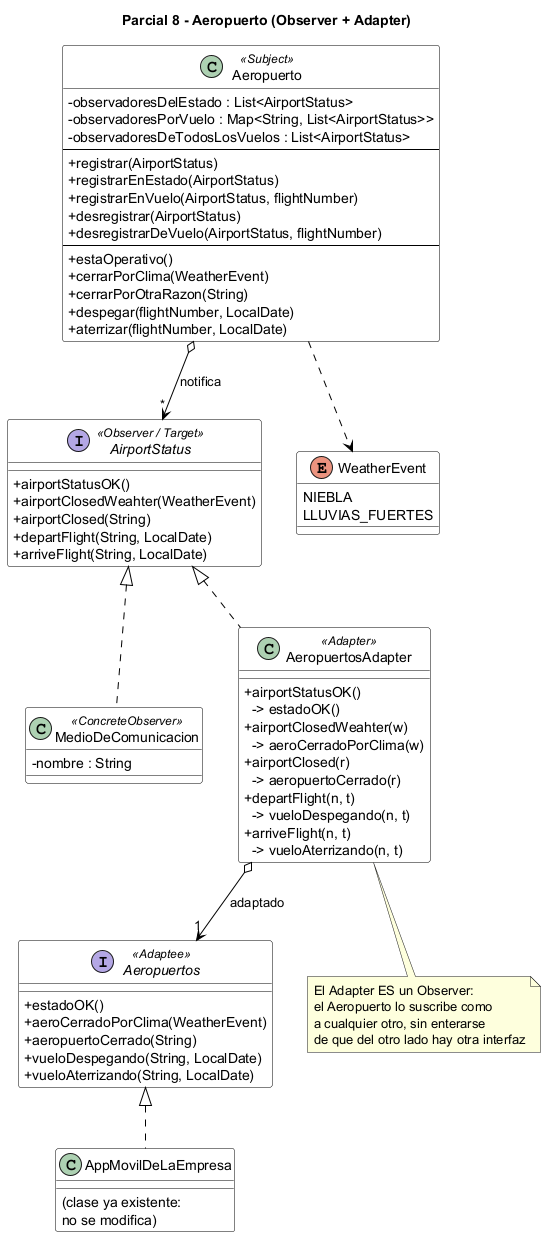 Parcial 8 - Aeropuerto (Observer + Adapter)
C
«Subject»
Aeropuerto
-observadoresDelEstado : List<AirportStatus>
-observadoresPorVuelo : Map<String, List<AirportStatus>>
-observadoresDeTodosLosVuelos : List<AirportStatus>
+registrar(AirportStatus)
+registrarEnEstado(AirportStatus)
+registrarEnVuelo(AirportStatus, flightNumber)
+desregistrar(AirportStatus)
+desregistrarDeVuelo(AirportStatus, flightNumber)
+estaOperativo()
+cerrarPorClima(WeatherEvent)
+cerrarPorOtraRazon(String)
+despegar(flightNumber, LocalDate)
+aterrizar(flightNumber, LocalDate)
notifica
*
I
«Observer / Target»
AirportStatus
+airportStatusOK()
+airportClosedWeahter(WeatherEvent)
+airportClosed(String)
+departFlight(String, LocalDate)
+arriveFlight(String, LocalDate)
E
WeatherEvent
NIEBLA
LLUVIAS_FUERTES
C
«ConcreteObserver»
MedioDeComunicacion
-nombre : String
C
«Adapter»
AeropuertosAdapter
+airportStatusOK()
-> estadoOK()
+airportClosedWeahter(w)
-> aeroCerradoPorClima(w)
+airportClosed(r)
-> aeropuertoCerrado(r)
+departFlight(n, t)
-> vueloDespegando(n, t)
+arriveFlight(n, t)
-> vueloAterrizando(n, t)
adaptado
1
I
«Adaptee»
Aeropuertos
+estadoOK()
+aeroCerradoPorClima(WeatherEvent)
+aeropuertoCerrado(String)
+vueloDespegando(String, LocalDate)
+vueloAterrizando(String, LocalDate)
El Adapter ES un Observer:
el Aeropuerto lo suscribe como
a cualquier otro, sin enterarse
de que del otro lado hay otra interfaz
C
AppMovilDeLaEmpresa
(clase ya existente:
no se modifica)